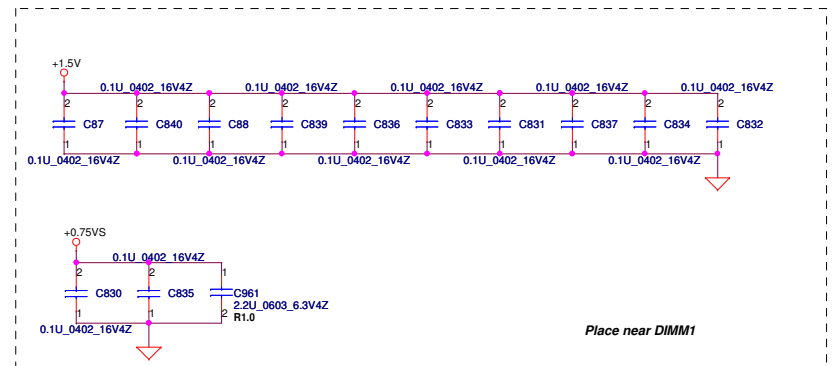 +1.5V
0.1U_0402_16V4Z 0.1U_0402_16V4Z 0.1U_0402_16V4Z 0.1U_0402_16V4Z
2 2 2 2 2 2 2 2 2 2
C87 C840 C88 C839 C836 C833 C831 C837 C834 C832
1 1 1 1 1 1 1 1 1 1
0.1U_0402_16V4Z 0.1U_0402_16V4Z 0.1U_0402_16V4Z 0.1U_0402_16V4Z 0.1U_0402_16V4Z
+0.75VS
0.1U_0402_16V4Z
2 2 1
C830 C835 C961
2.2U_0603_6.3V4Z
1 1 2 R1.0
0.1U_0402_16V4Z
Place near DIMM1